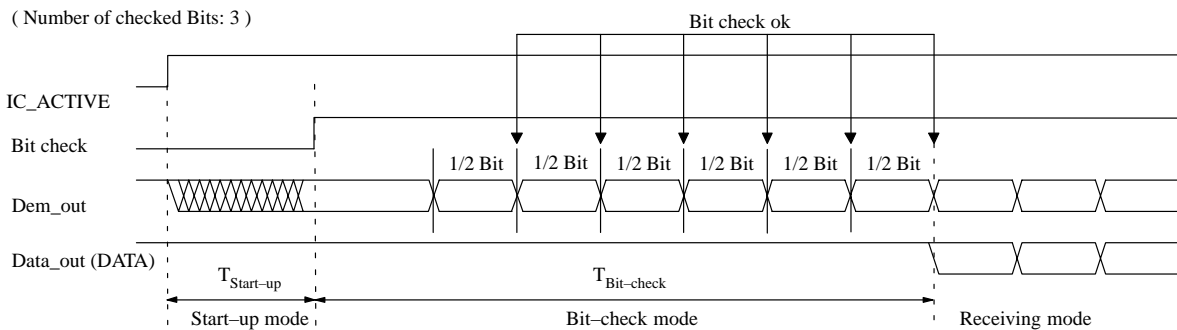 ( Number of checked Bits: 3 )
Bit check ok
IC_ACTIVE
Bit check
1/2 Bit 1/2 Bit 1/2 Bit 1/2 Bit 1/2 Bit 1/2 Bit
Dem_out
Data_out (DATA)
TStart–up TBit–check
Start–up mode Bit–check mode Receiving mode